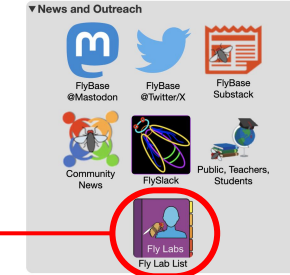 ▼News and Outreach
FlyBase
@Mastodon
FlyBase
@Twitter/X
FlyBase
Substack
Community
News
FlySlack
Public, Teachers,
Students
Fly Labs
Fly Lab List